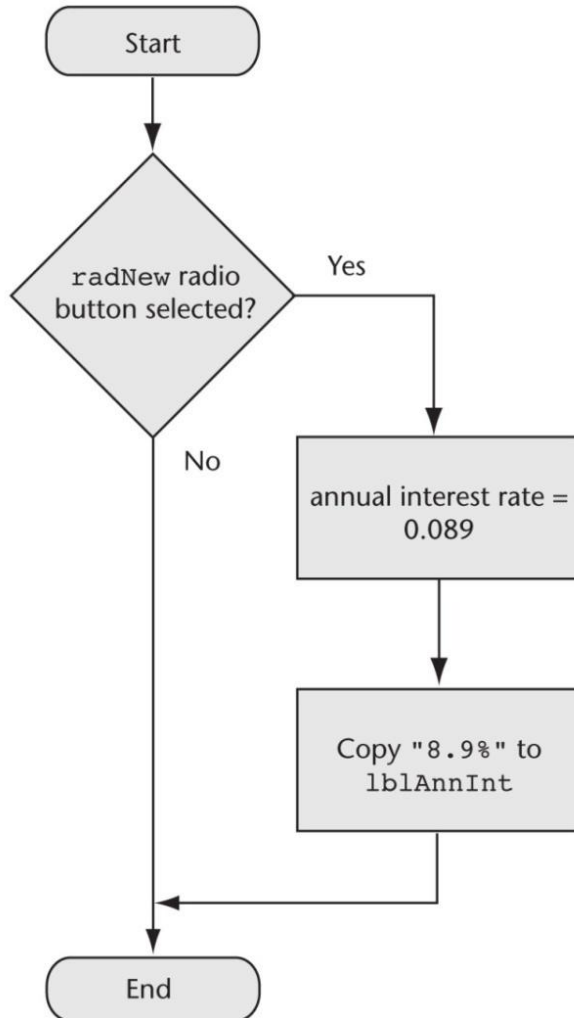 Start
radNew radio
button selected?
Yes
No
annual interest rate =
0.089
Copy "8.9%" to
lblAnnInt
End